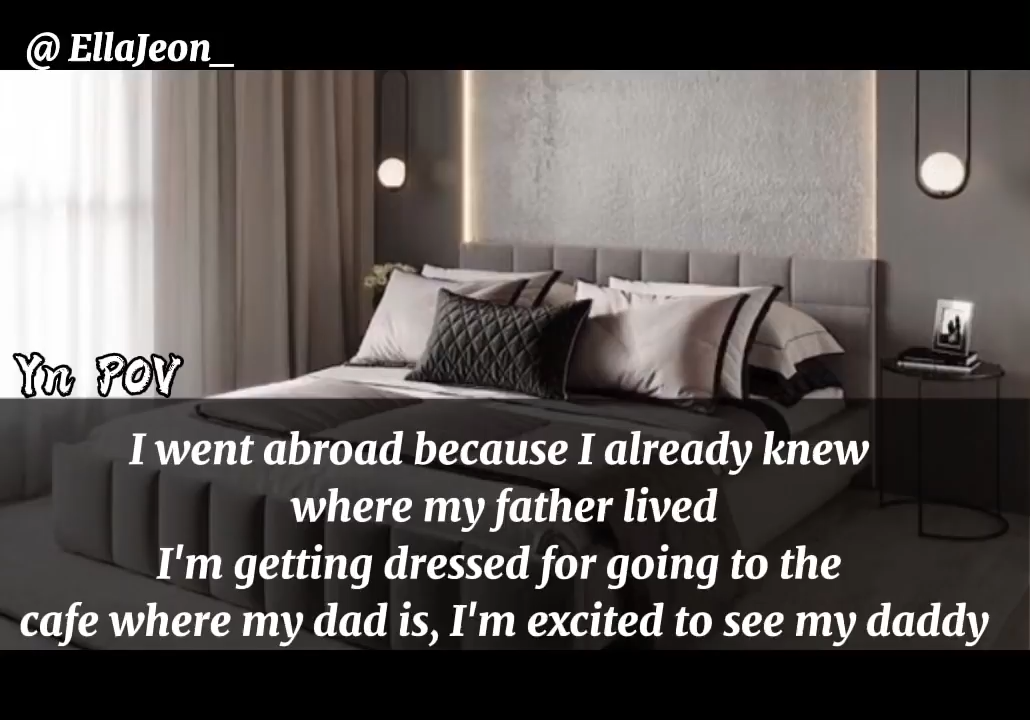 @ EllaJeon_
Yn POV
I went abroad because I already knew
where my father lived
I'm getting dressed for going to the
cafe where my dad is, I'm excited to see my daddy